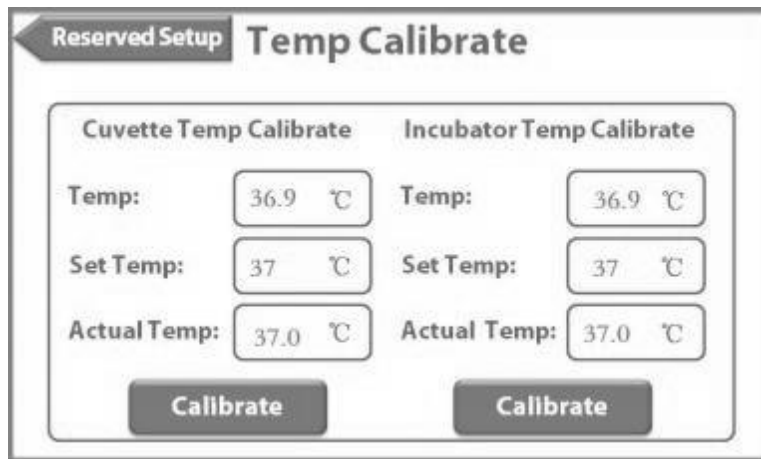 Reserved Setup Temp Calibrate
Cuvette Temp Calibrate Incubator Temp Calibrate
Temp: 36.9 ℃ Temp: 36.9 ℃
Set Temp: 37 ℃ Set Temp: 37 ℃
Actual Temp: 37.0 ℃ Actual Temp: 37.0 ℃
Calibrate Calibrate